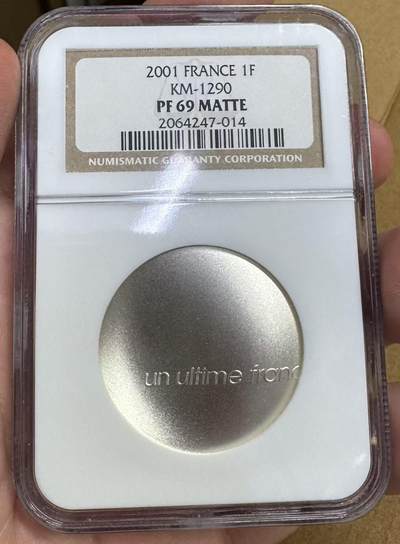 2001 FRANCE 1F
KM-1290
PF 69 MATTE
2064247-014
NUMISMATIC GUARANTY CORPORATION
un ultime franc